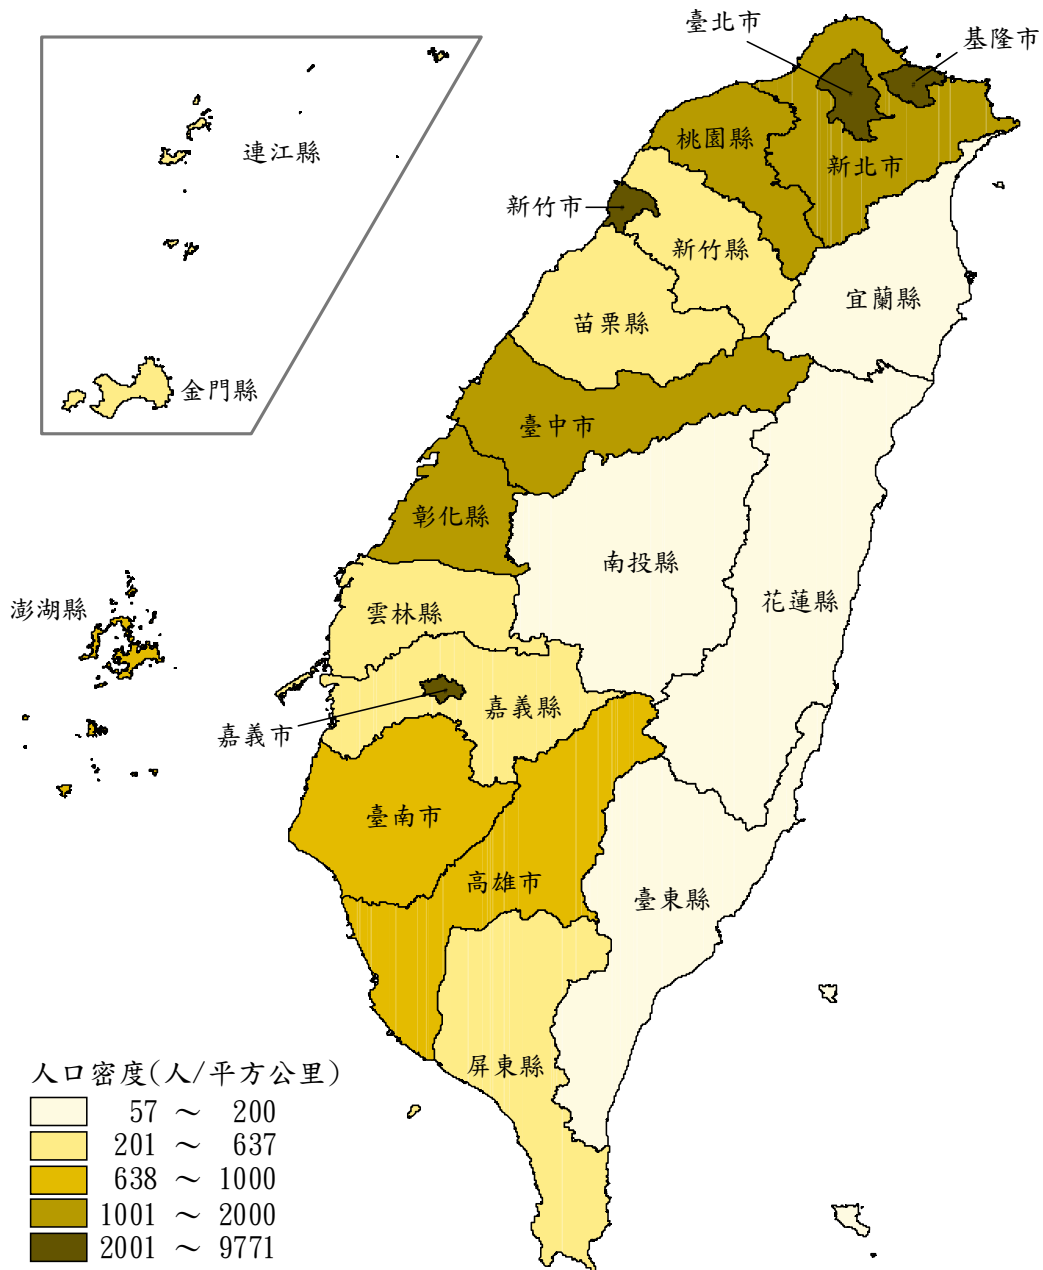 臺北市
基隆市
桃園縣
連江縣
新北市
新竹市
新竹縣
宜蘭縣
苗栗縣
金門縣
臺中市
彰化縣
南投縣
花蓮縣
澎湖縣
雲林縣
嘉義縣
嘉義市
臺南市
高雄市
臺東縣
屏東縣
人口密度(人/平方公里)
57 ～ 200
201 ～ 637
638 ～ 1000
1001 ～ 2000
2001 ～ 9771